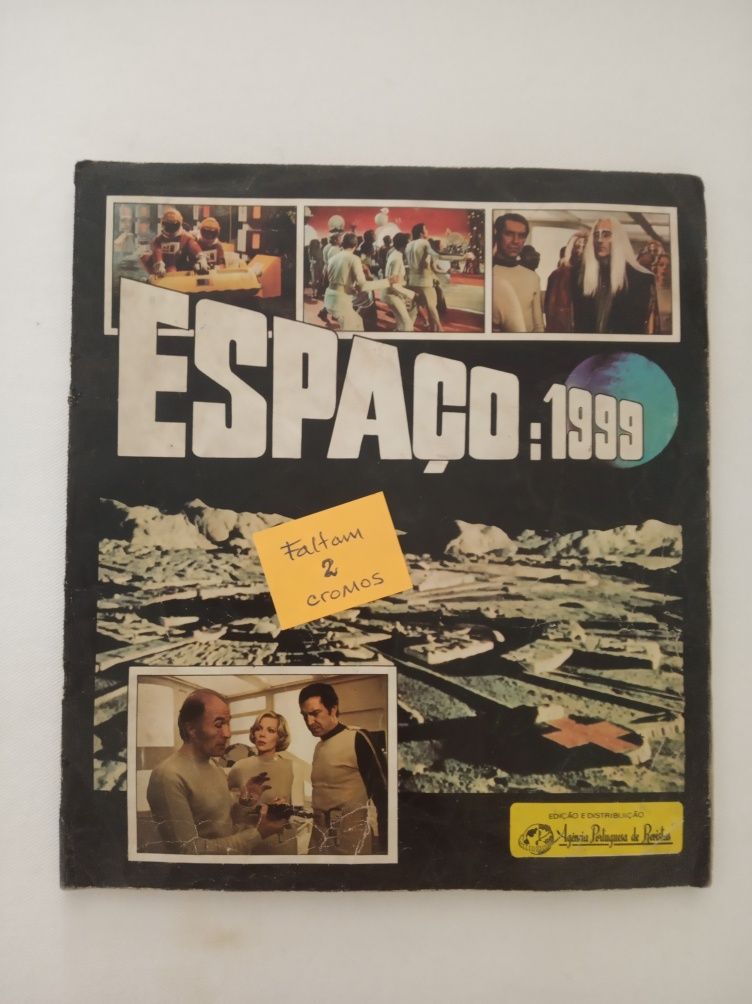 ESPAÇO:1999
Faltam
2
cromos
EDIÇÃO E DISTRIBUIÇÃO
Agência Portuguesa de Revistas